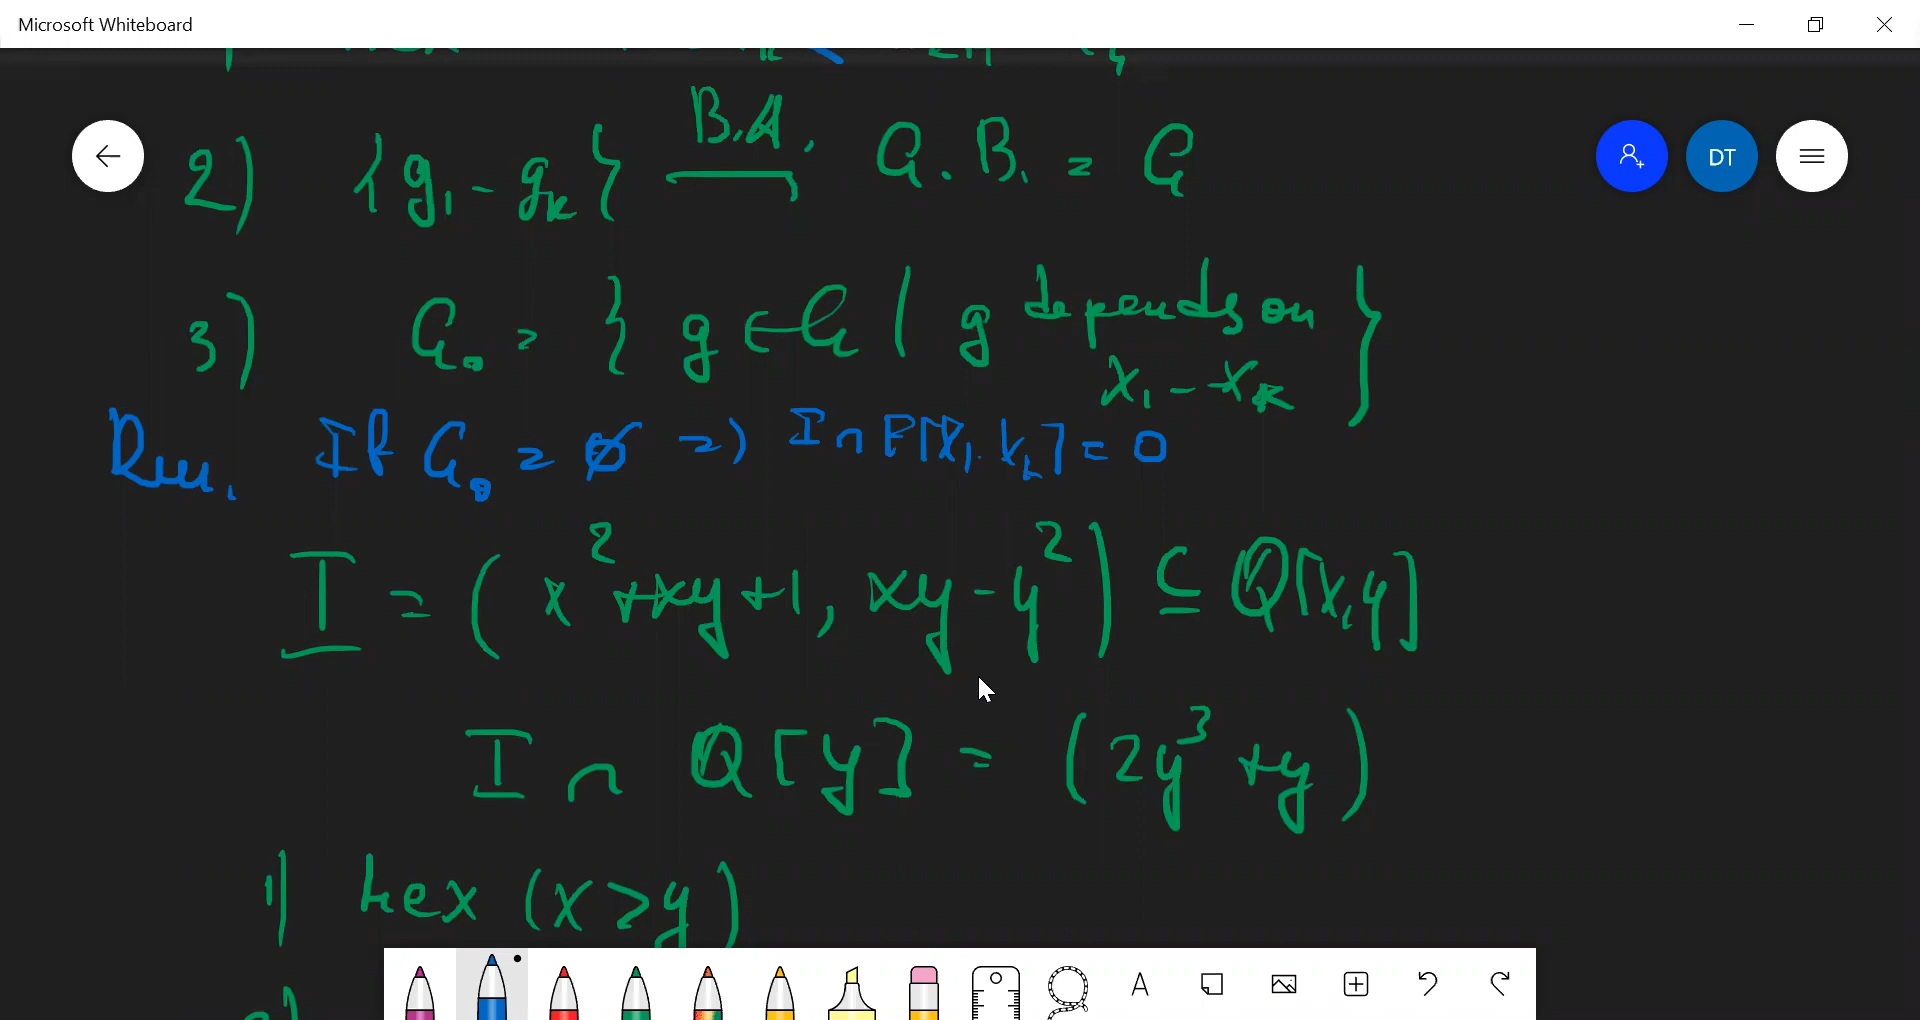 Microsoft Whiteboard
2) {g₁ - gₖ} B.A. G.B. = G
DT
3) G₀ = { g ∈ G | g depends on x₁ - xₖ }
Rem. If G₀ = ∅ => I ∩ F[x₁. xₖ] = 0
I = ( x² + xy + 1, xy - y² ) ⊆ Q[x, y]
I ∩ Q[y] = (2y³ + y)
1) Lex (x > y)
A